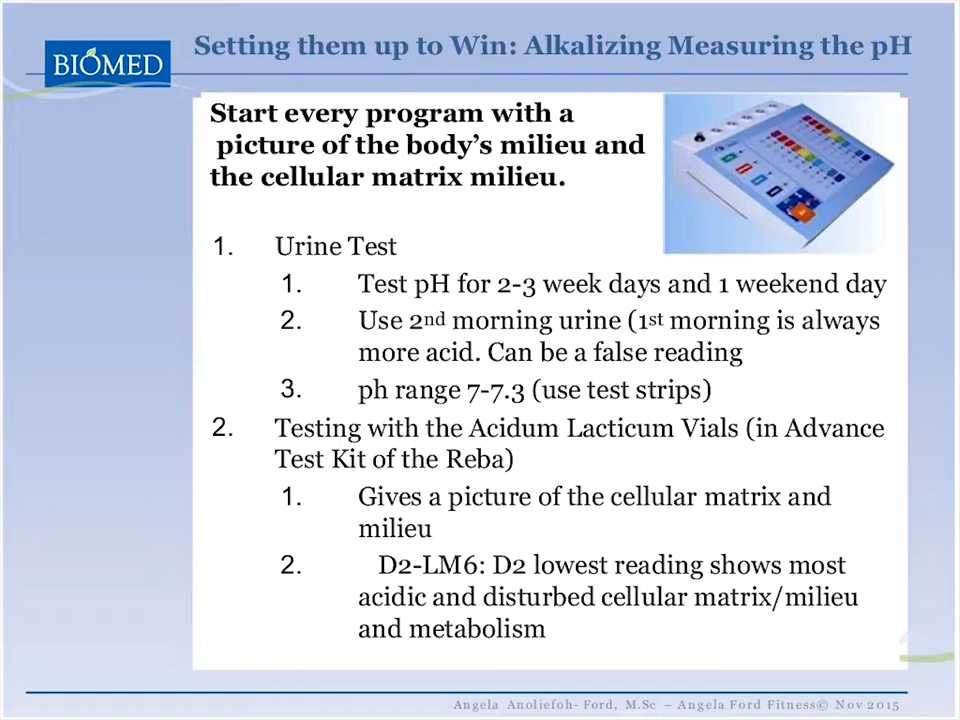 BIOMED
Setting them up to Win: Alkalizing Measuring the pH
Start every program with a
picture of the body's milieu and
the cellular matrix milieu.
1. Urine Test
1. Test pH for 2-3 week days and 1 weekend day
2. Use 2nd morning urine (1st morning is always
more acid. Can be a false reading
3. ph range 7-7.3 (use test strips)
2. Testing with the Acidum Lacticum Vials (in Advance
Test Kit of the Reba)
1. Gives a picture of the cellular matrix and
milieu
2. D2-LM6: D2 lowest reading shows most
acidic and disturbed cellular matrix/milieu
and metabolism
Angela Anoliefoh- Ford, M.Sc – Angela Ford Fitness© Nov 2015